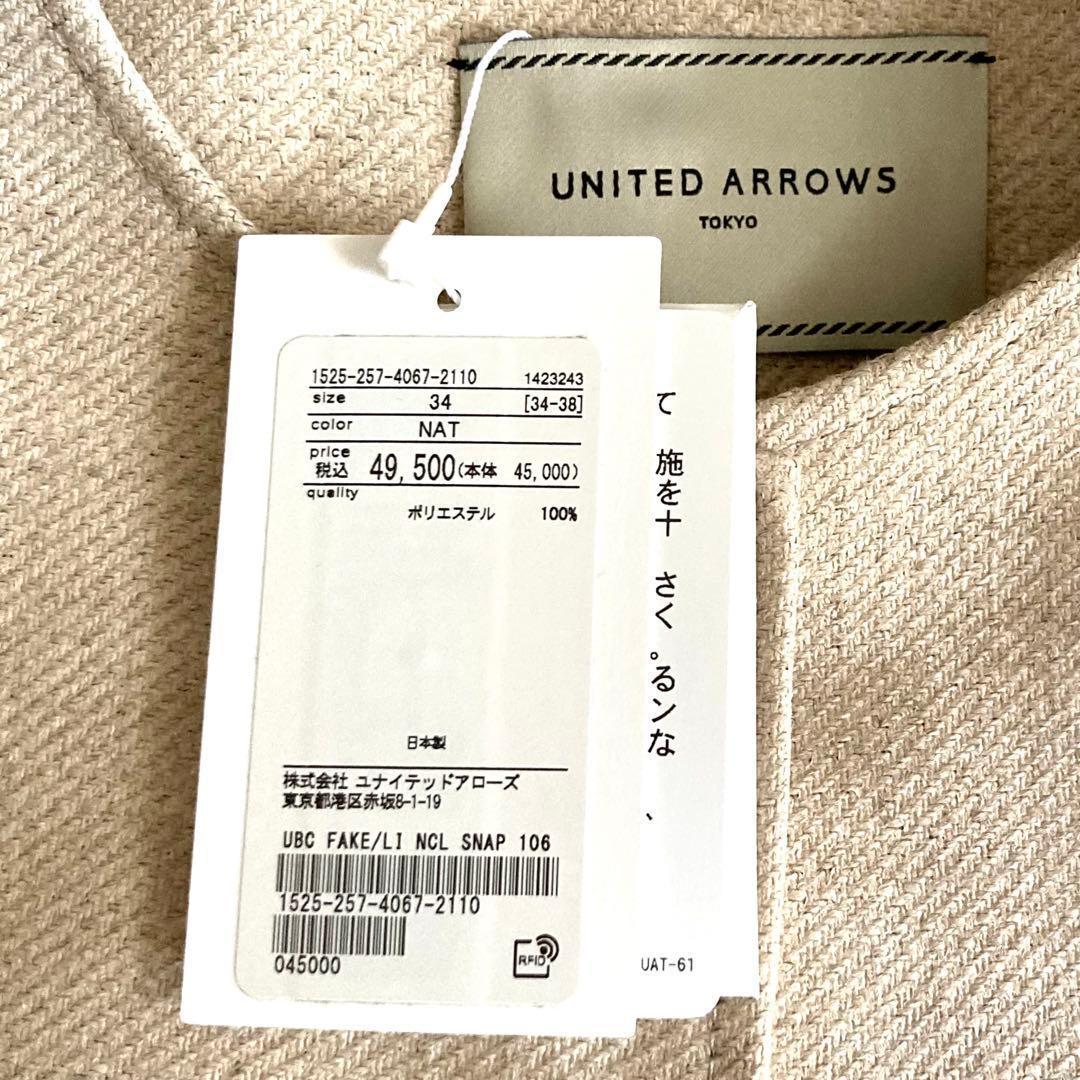 UNITED ARROWS
TOKYO
1525-257-4067-2110 1423243
size 34 [34-38]
color NAT
price
税込 49,500(本体 45,000)
quality
ポリエステル 100%
日本製
株式会社 ユナイテッドアローズ
東京都港区赤坂8-1-19
UBC FAKE/LI NCL SNAP 106
1525-257-4067-2110
045000
RFID
て
施を十
さく
。るンな
、
UAT-61